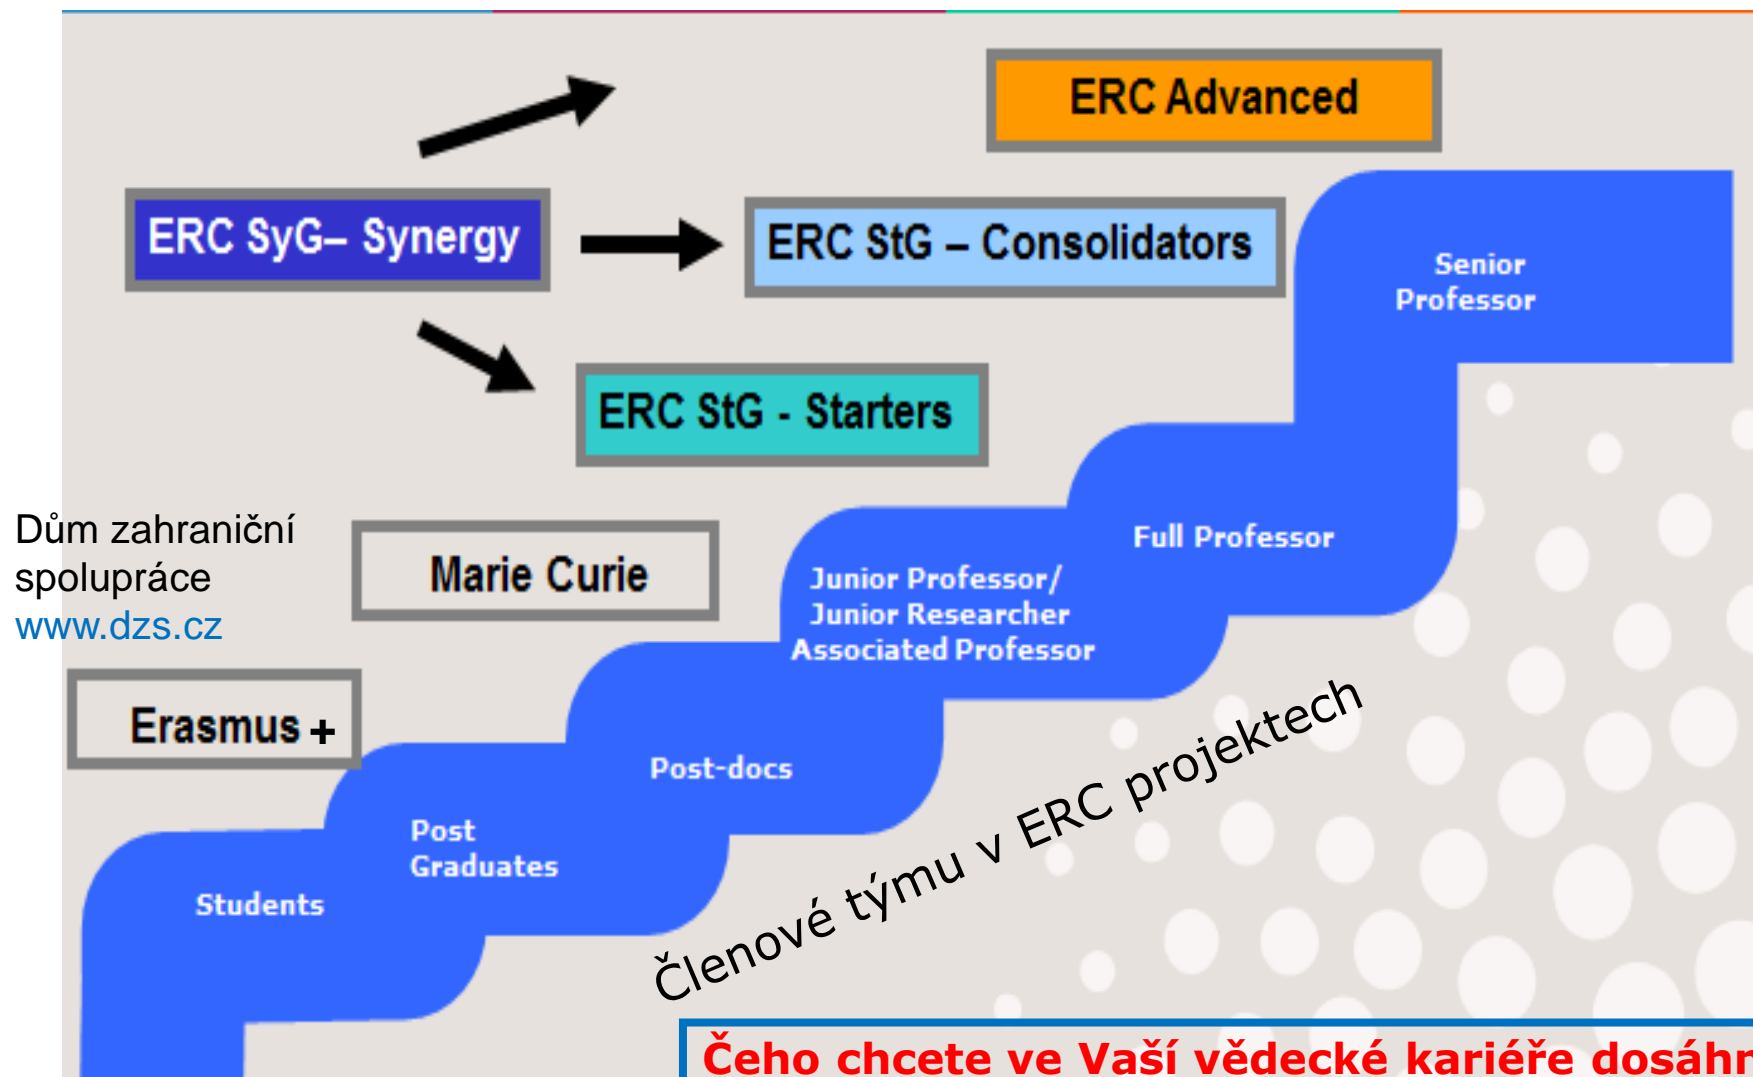 ERC Advanced
ERC SyG– Synergy
ERC StG – Consolidators
Senior
Professor
ERC StG - Starters
Dům zahraniční
spolupráce
www.dzs.cz
Marie Curie
Full Professor
Junior Professor/
Junior Researcher
Associated Professor
Erasmus +
Post-docs
Post
Graduates
Students
Členové týmu v ERC projektech
Čeho chcete ve Vaší vědecké kariéře